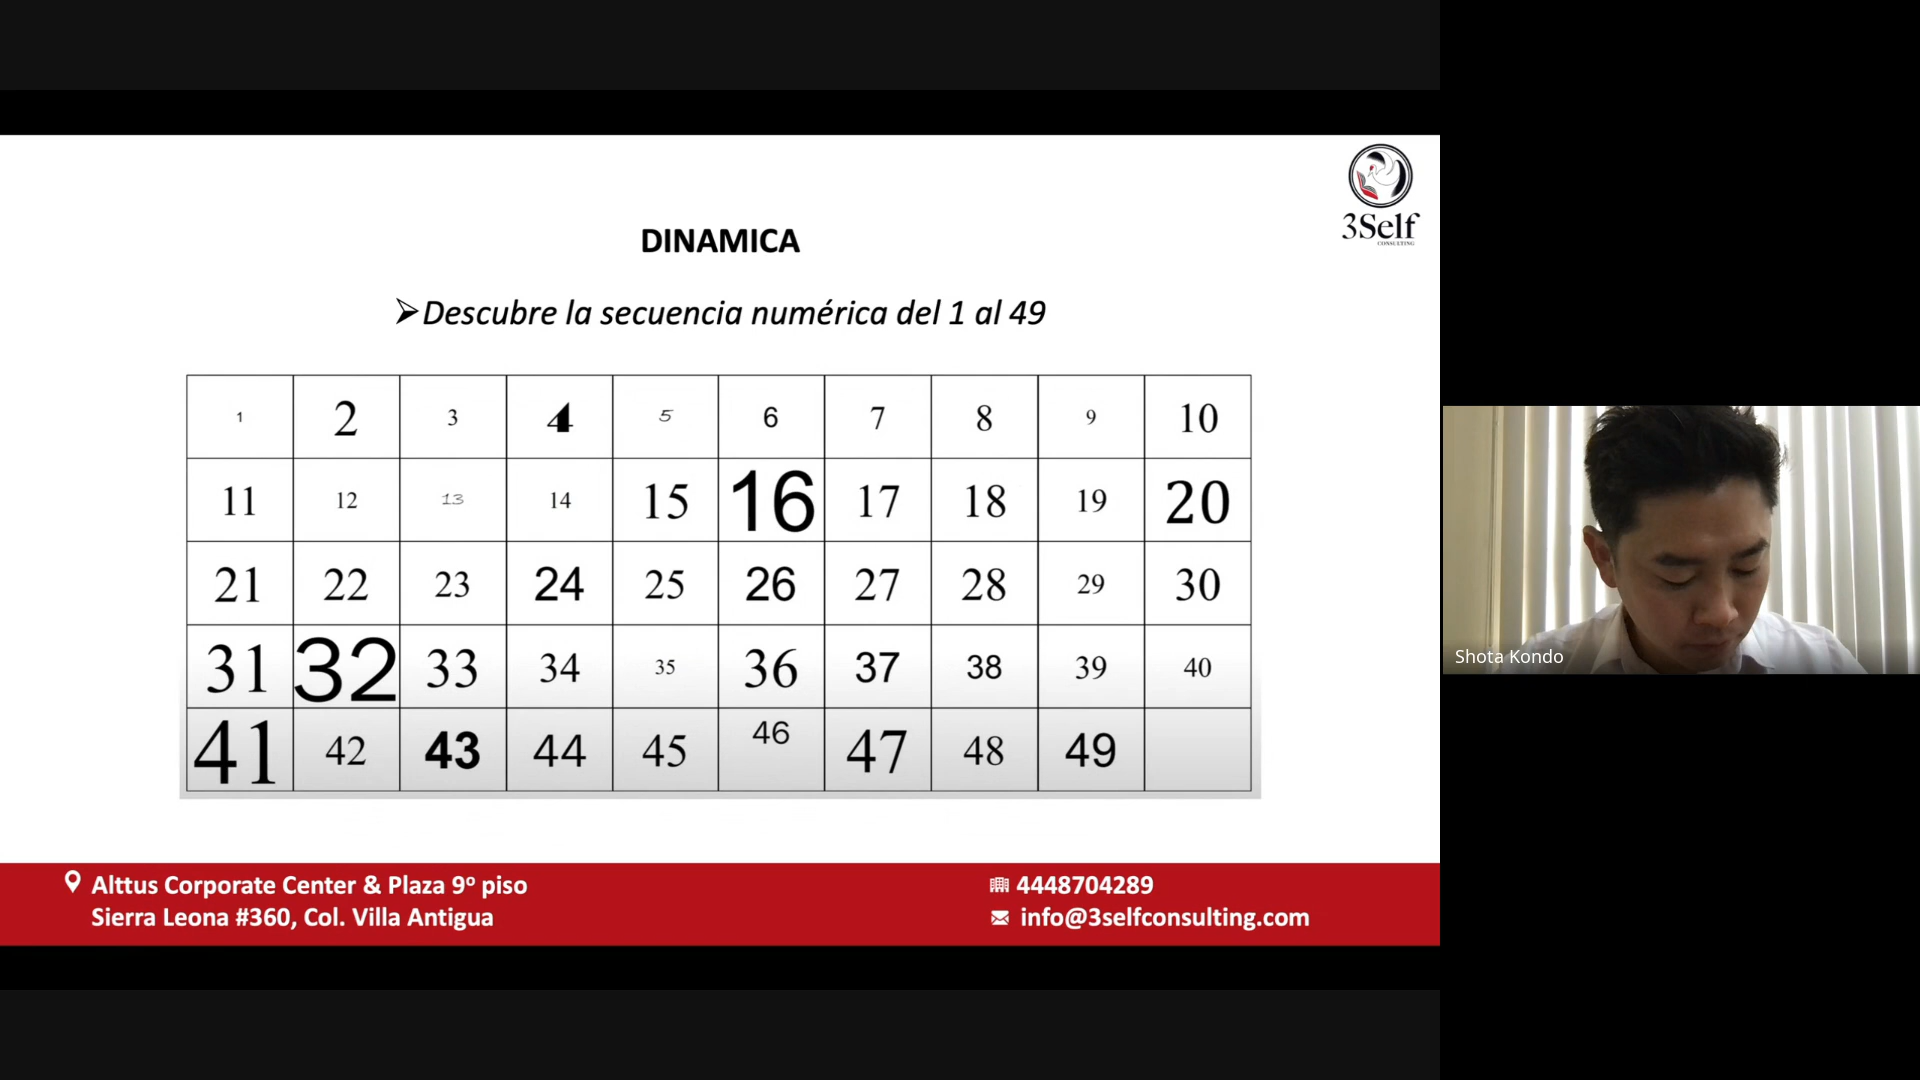 3Self
CONSULTING
DINAMICA
➢Descubre la secuencia numérica del 1 al 49
1 2 3 4 5 6 7 8 9 10
11 12 13 14 15 16 17 18 19 20
21 22 23 24 25 26 27 28 29 30
31 32 33 34 35 36 37 38 39 40
41 42 43 44 45 46 47 48 49
Shota Kondo
Alttus Corporate Center & Plaza 9º piso
Sierra Leona #360, Col. Villa Antigua
4448704289
info@3selfconsulting.com